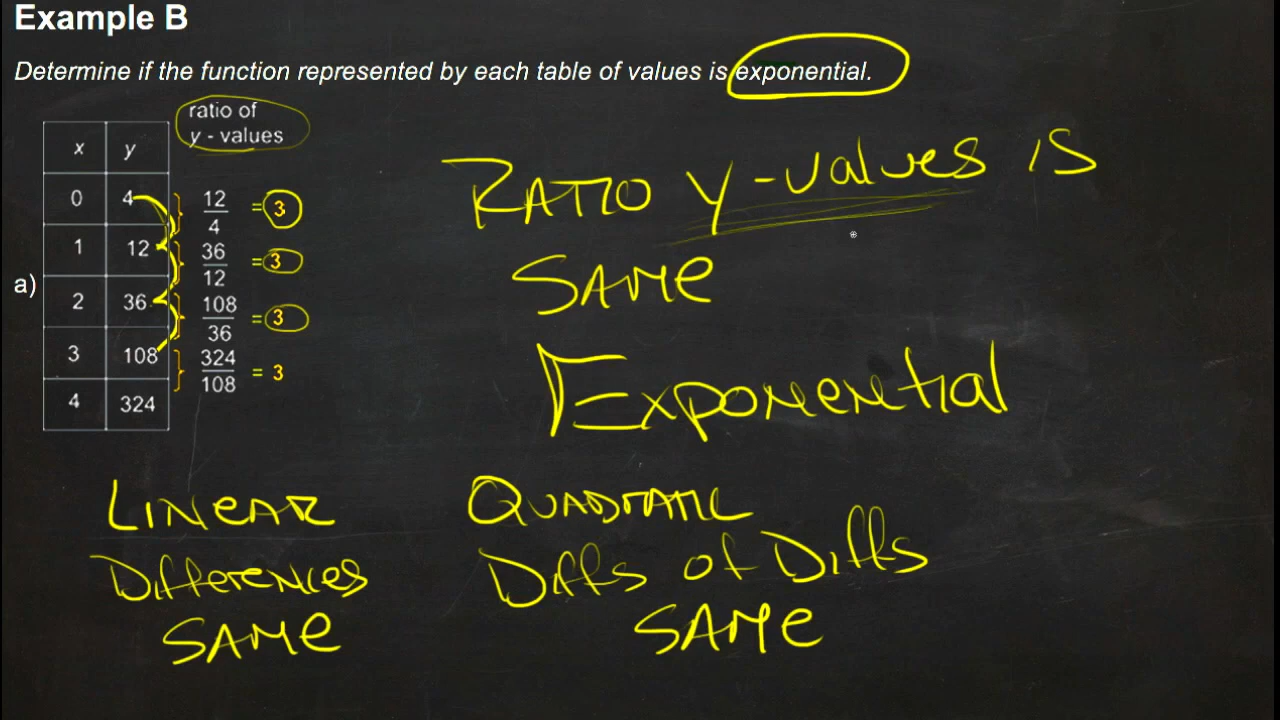 Example B
Determine if the function represented by each table of values is exponential.
ratio of
y - values
x y
0 4
12/4 = 3
1 12
36/12 = 3
a)
2 36
108/36 = 3
3 108
324/108 = 3
4 324
RATIO y-values is
SAME
Exponential
LINEAR
Differences
SAME
QUADRATIC
Diffs of Diffs
SAME